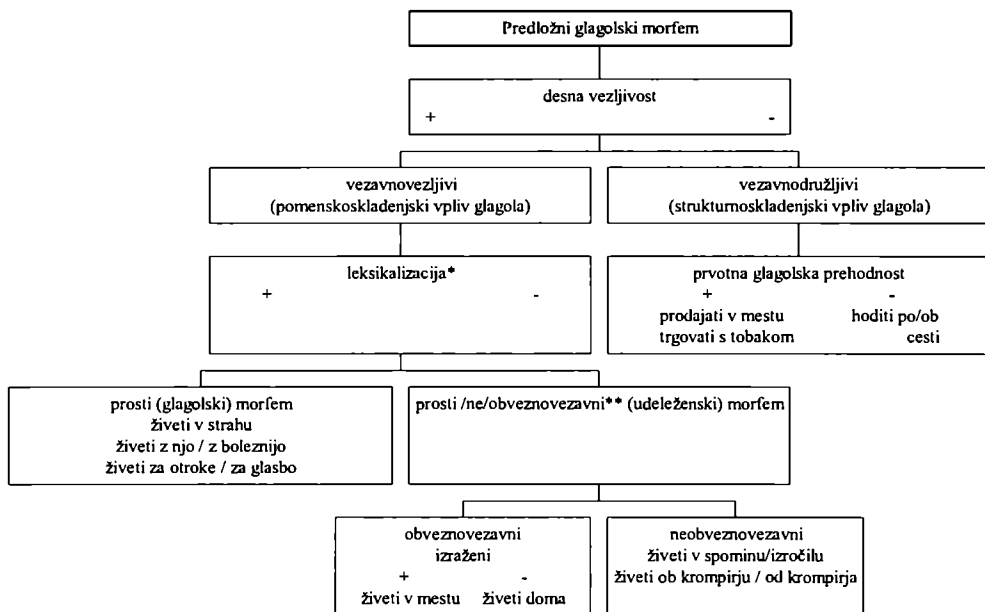 Predložni glagolski morfem
desna vezljivost
+ -
vezavnovezljivi
(pomenskoskladenjski vpliv glagola)
vezavnodružljivi
(strukturnoskladenjski vpliv glagola)
leksikalizacija*
+ -
prvotna glagolska prehodnost
+ -
prodajati v mestu hoditi po/ob
trgovati s tobakom cesti
prosti (glagolski) morfem
živeti v strahu
živeti z njo / z boleznijo
živeti za otroke / za glasbo
prosti /ne/obveznovezavni** (udeleženski) morfem
obveznovezavni
izraženi
+ -
živeti v mestu živeti doma
neobveznovezavni
živeti v spominu/izročilu
živeti ob krompirju / od krompirja